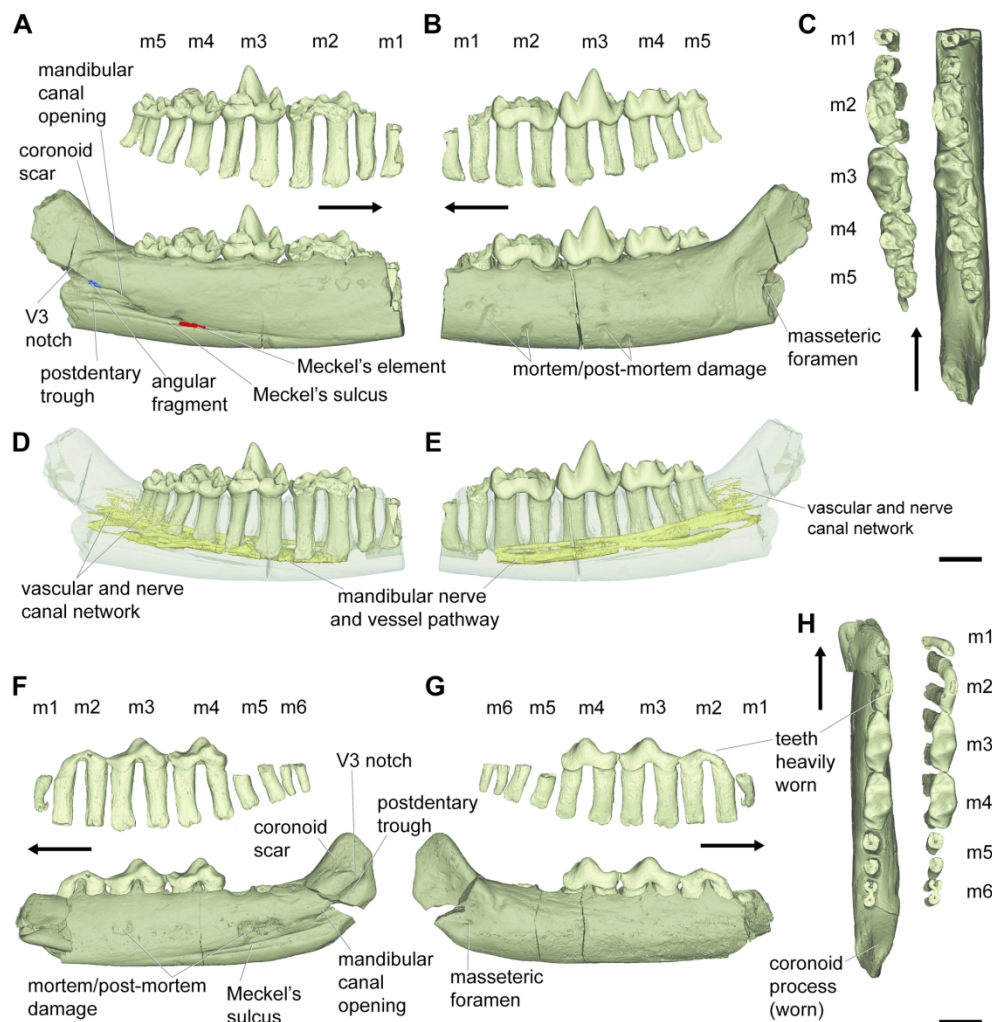 A
m5 m4 m3 m2 m1
mandibular
canal
opening
coronoid
scar
V3
notch
postdentary
trough
angular
fragment
Meckel's sulcus
Meckel's element
B
m1 m2 m3 m4 m5
mortem/post-mortem damage
masseteric
foramen
C
m1
m2
m3
m4
m5
D
vascular and nerve
canal network
mandibular nerve
and vessel pathway
E
vascular and nerve
canal network
F
m1 m2 m3 m4 m5 m6
V3 notch
coronoid
scar
postdentary
trough
mortem/post-mortem
damage
Meckel's
sulcus
mandibular
canal
opening
G
m6 m5 m4 m3 m2 m1
teeth
heavily
worn
masseteric
foramen
H
m1
m2
m3
m4
m5
m6
coronoid
process
(worn)